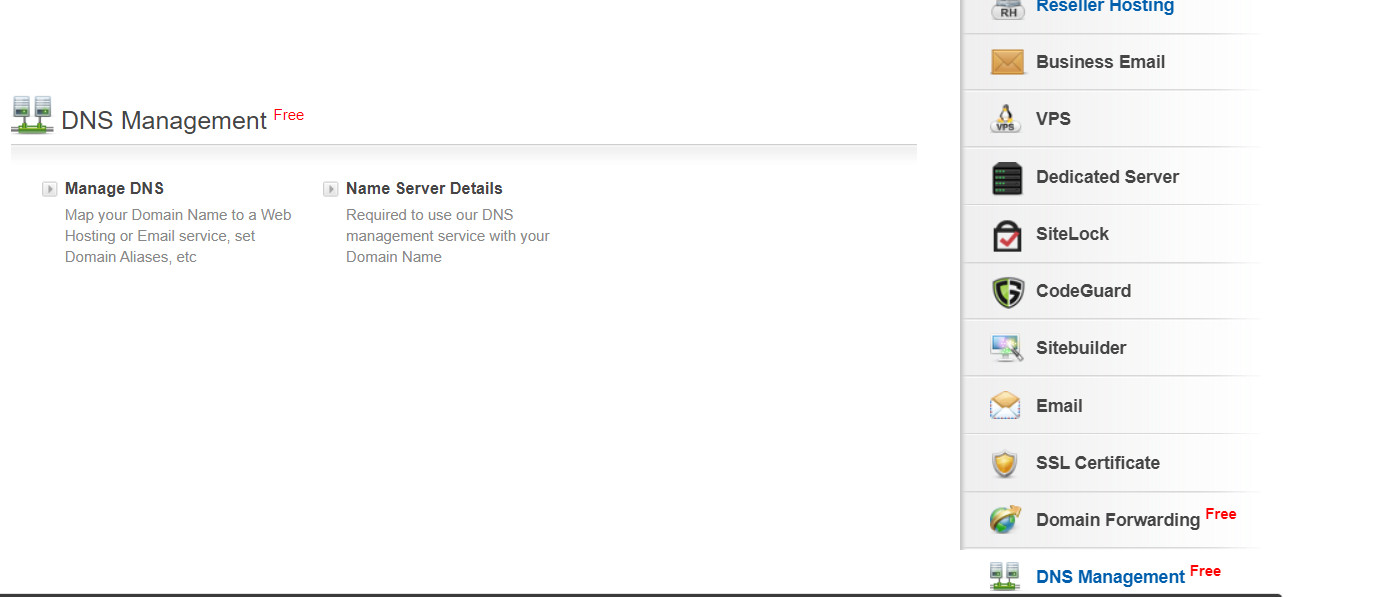 DNS Management Free
Manage DNS
Map your Domain Name to a Web
Hosting or Email service, set
Domain Aliases, etc
Name Server Details
Required to use our DNS
management service with your
Domain Name
RH
Reseller Hosting
Business Email
VPS
VPS
Dedicated Server
SiteLock
CodeGuard
Sitebuilder
Email
SSL Certificate
Domain Forwarding Free
DNS Management Free